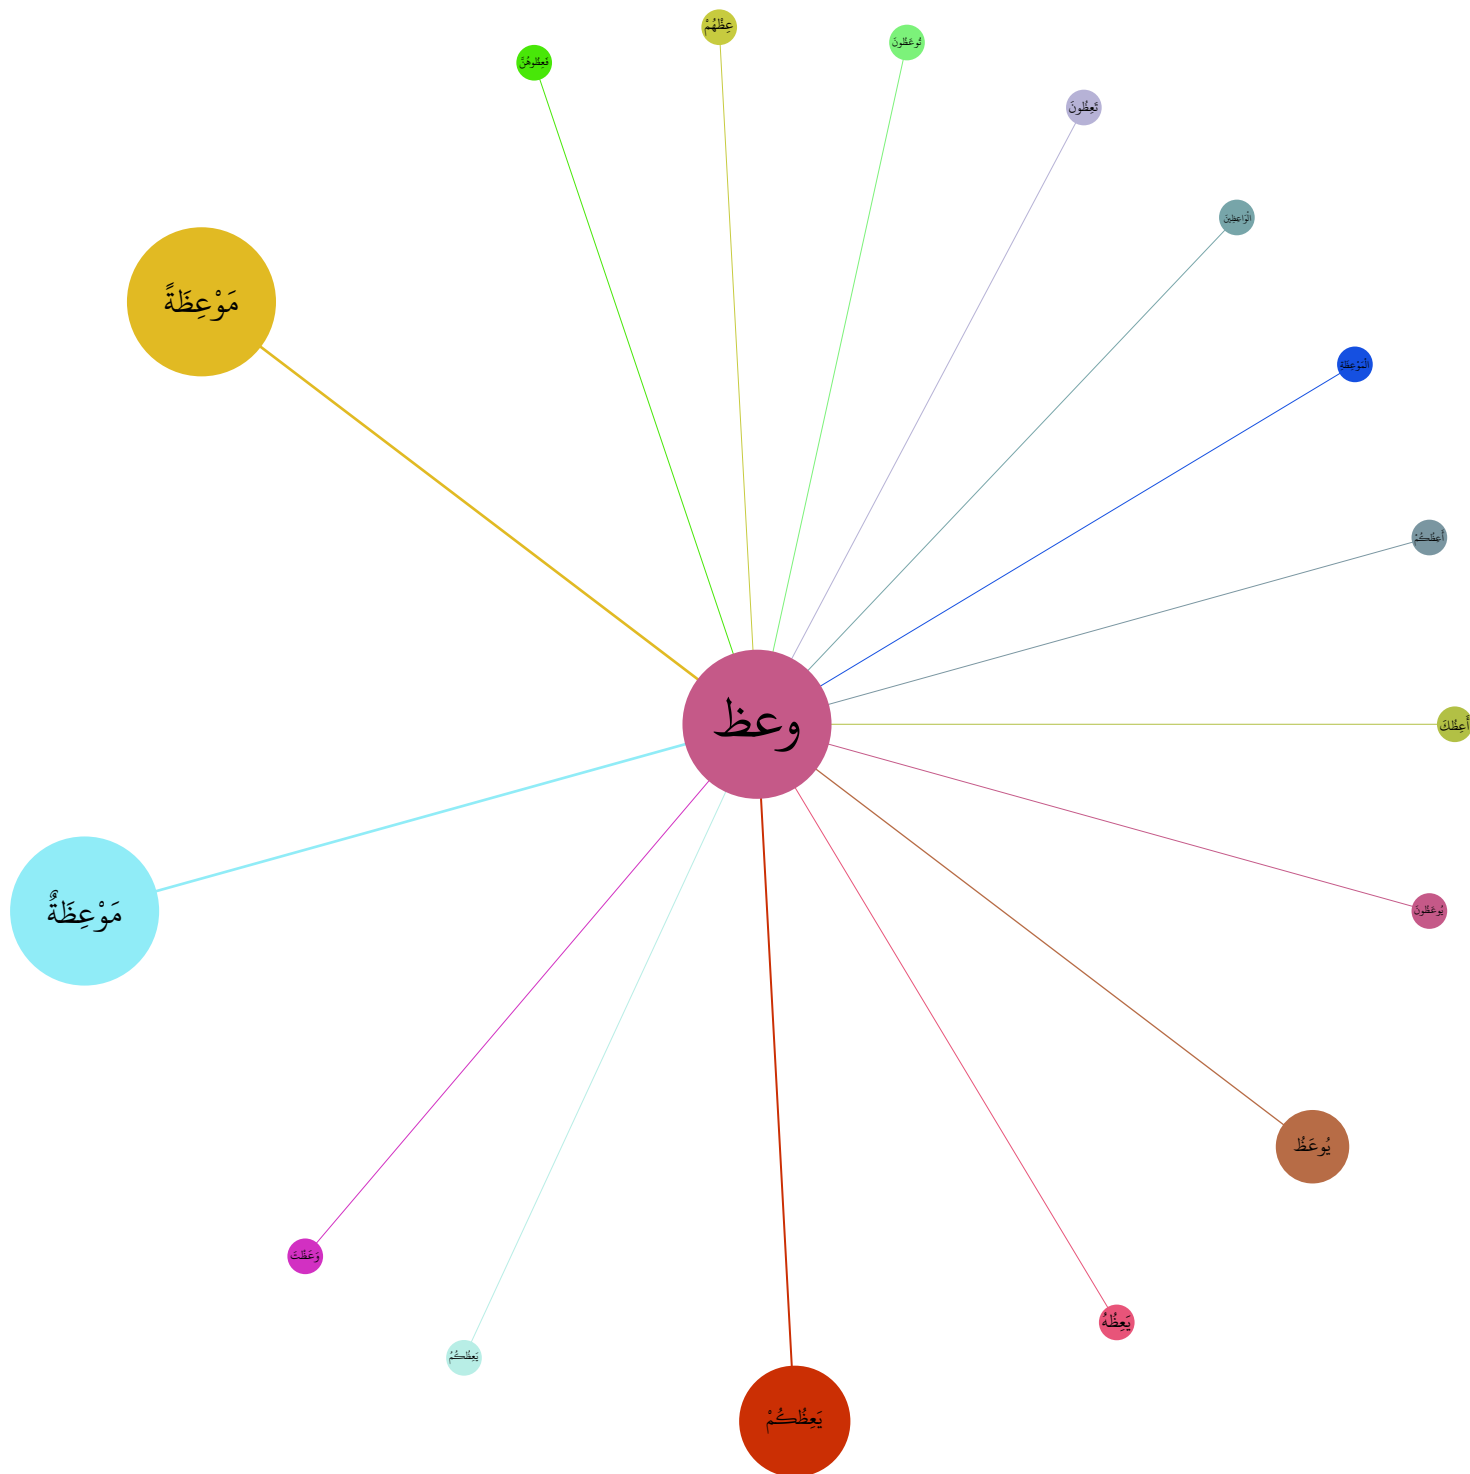 عِظْهُمْ
تُوعَظُونَ
فَعِظُوهُنَّ
تَعِظُونَ
الْوَاعِظِينَ
مَوْعِظَةً
الْمَوْعِظَةِ
أَعِظُكُمْ
وعظ
أَعِظُكَ
مَوْعِظَةٌ
يُوعَظُونَ
يُوعَظُ
وَعَظْتَ
يَعِظُهُ
يَعِظُكُمُ
يَعِظُكُمْ